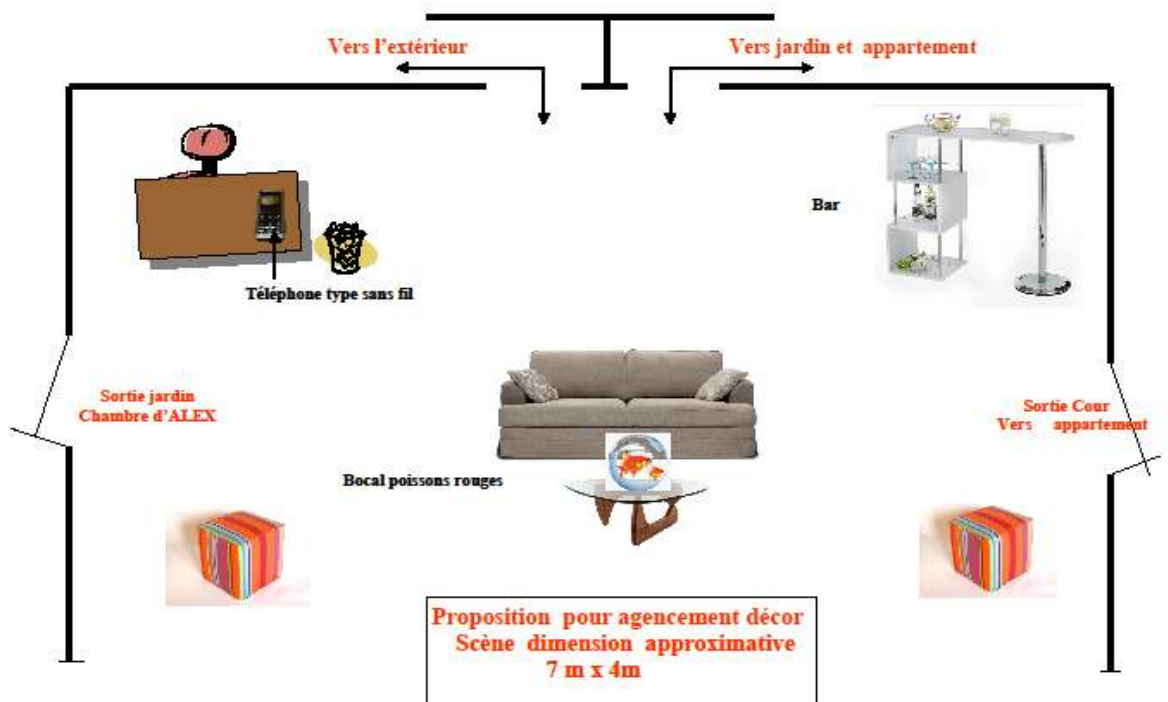 Vers l'extérieur
Vers jardin et appartement
Bar
Téléphone type sans fil
Sortie jardin
Chambre d'ALEX
Sortie Cour
Vers appartement
Bocal poissons rouges
Proposition pour agencement décor
Scène dimension approximative
7 m x 4m